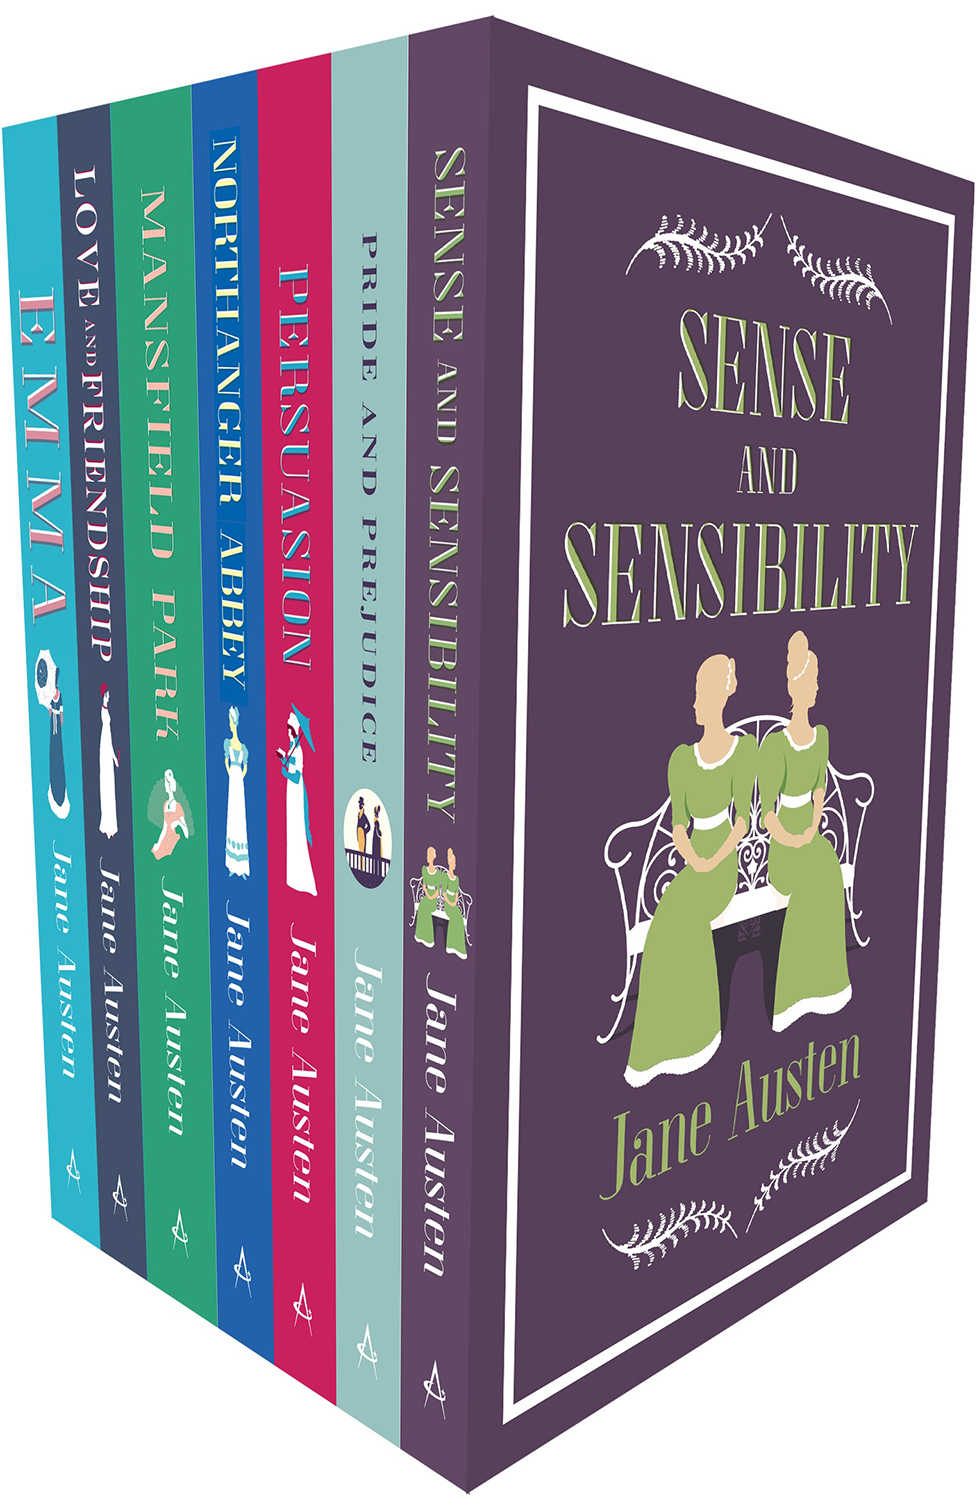 EMMA
Jane Austen
LOVE AND FRIENDSHIP
Jane Austen
MANSFIELD PARK
Jane Austen
NORTHANGER ABBEY
Jane Austen
PERSUASION
Jane Austen
PRIDE AND PREJUDICE
Jane Austen
SENSE AND SENSIBILITY
Jane Austen
SENSE
AND
SENSIBILITY
Jane Austen